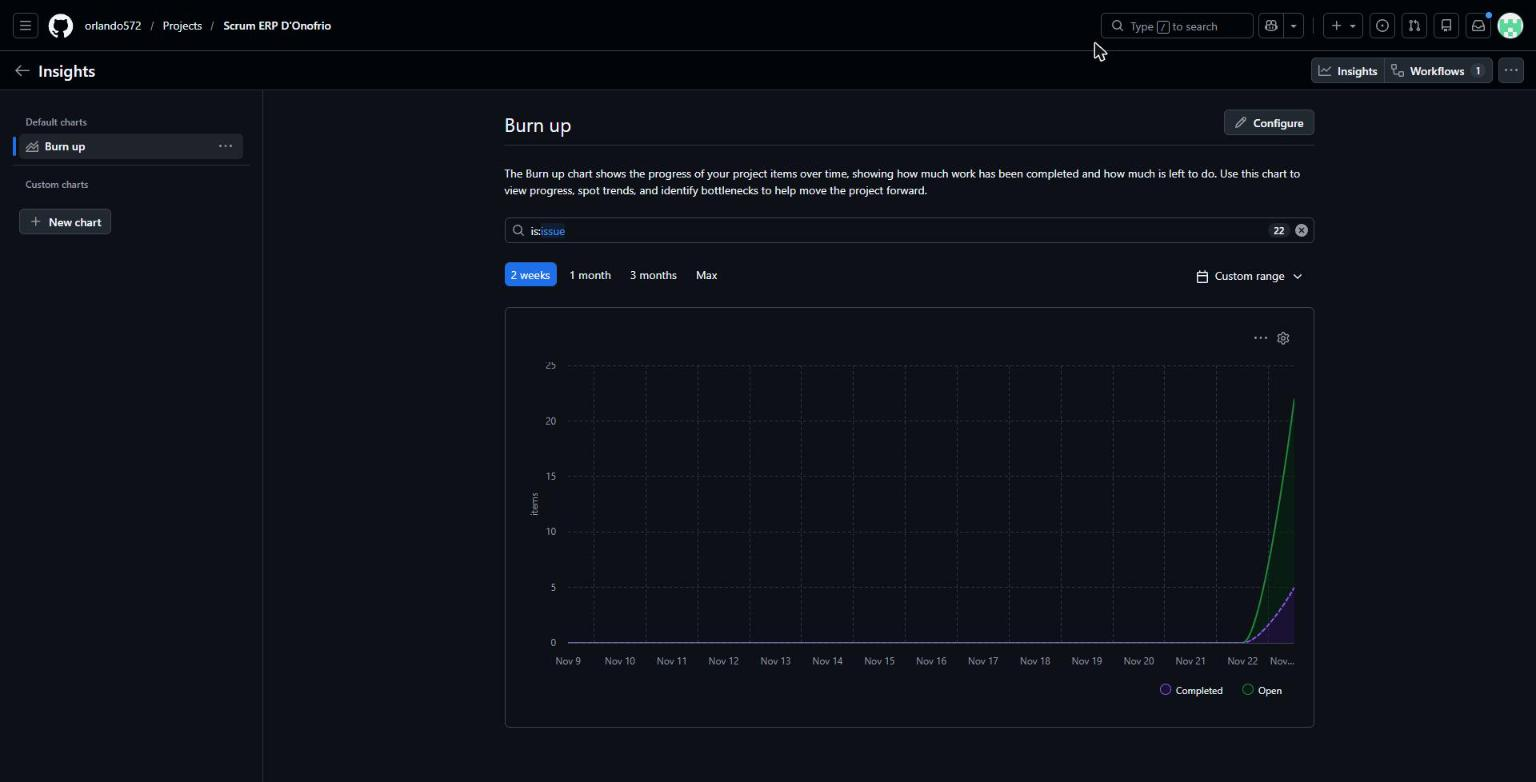 orlando572 / Projects / Scrum ERP D'Onofrio
Type / to search
Insights
Insights
Workflows 1
Default charts
Burn up
Custom charts
New chart
Burn up
Configure
The Burn up chart shows the progress of your project items over time, showing how much work has been completed and how much is left to do. Use this chart to
view progress, spot trends, and identify bottlenecks to help move the project forward.
is:issue
22
2 weeks 1 month 3 months Max
Custom range
25
20
15
10
5
0
items
Nov 9 Nov 10 Nov 11 Nov 12 Nov 13 Nov 14 Nov 15 Nov 16 Nov 17 Nov 18 Nov 19 Nov 20 Nov 21 Nov 22 Nov...
Completed Open